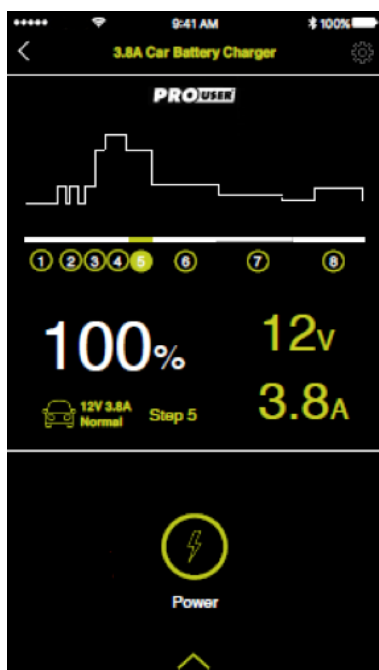 9:41 AM 100%
3.8A Car Battery Charger
PROUSER
1 2 3 4 5 6 7 8
100% 12V
12V 3.8A
Normal Step 5 3.8A
Power